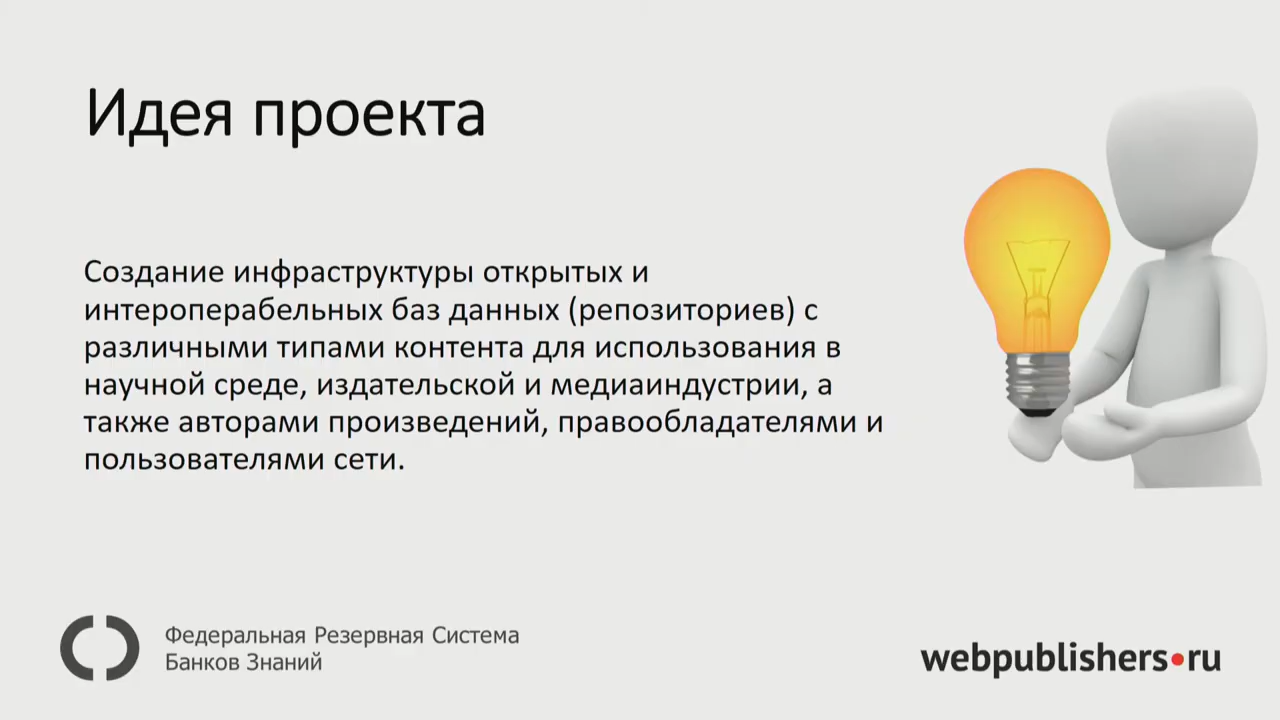 Идея проекта
Создание инфраструктуры открытых и
интероперабельных баз данных (репозиториев) с
различными типами контента для использования в
научной среде, издательской и медиаиндустрии, а
также авторами произведений, правообладателями и
пользователями сети.
Федеральная Резервная Система
Банков Знаний
webpublishers•ru